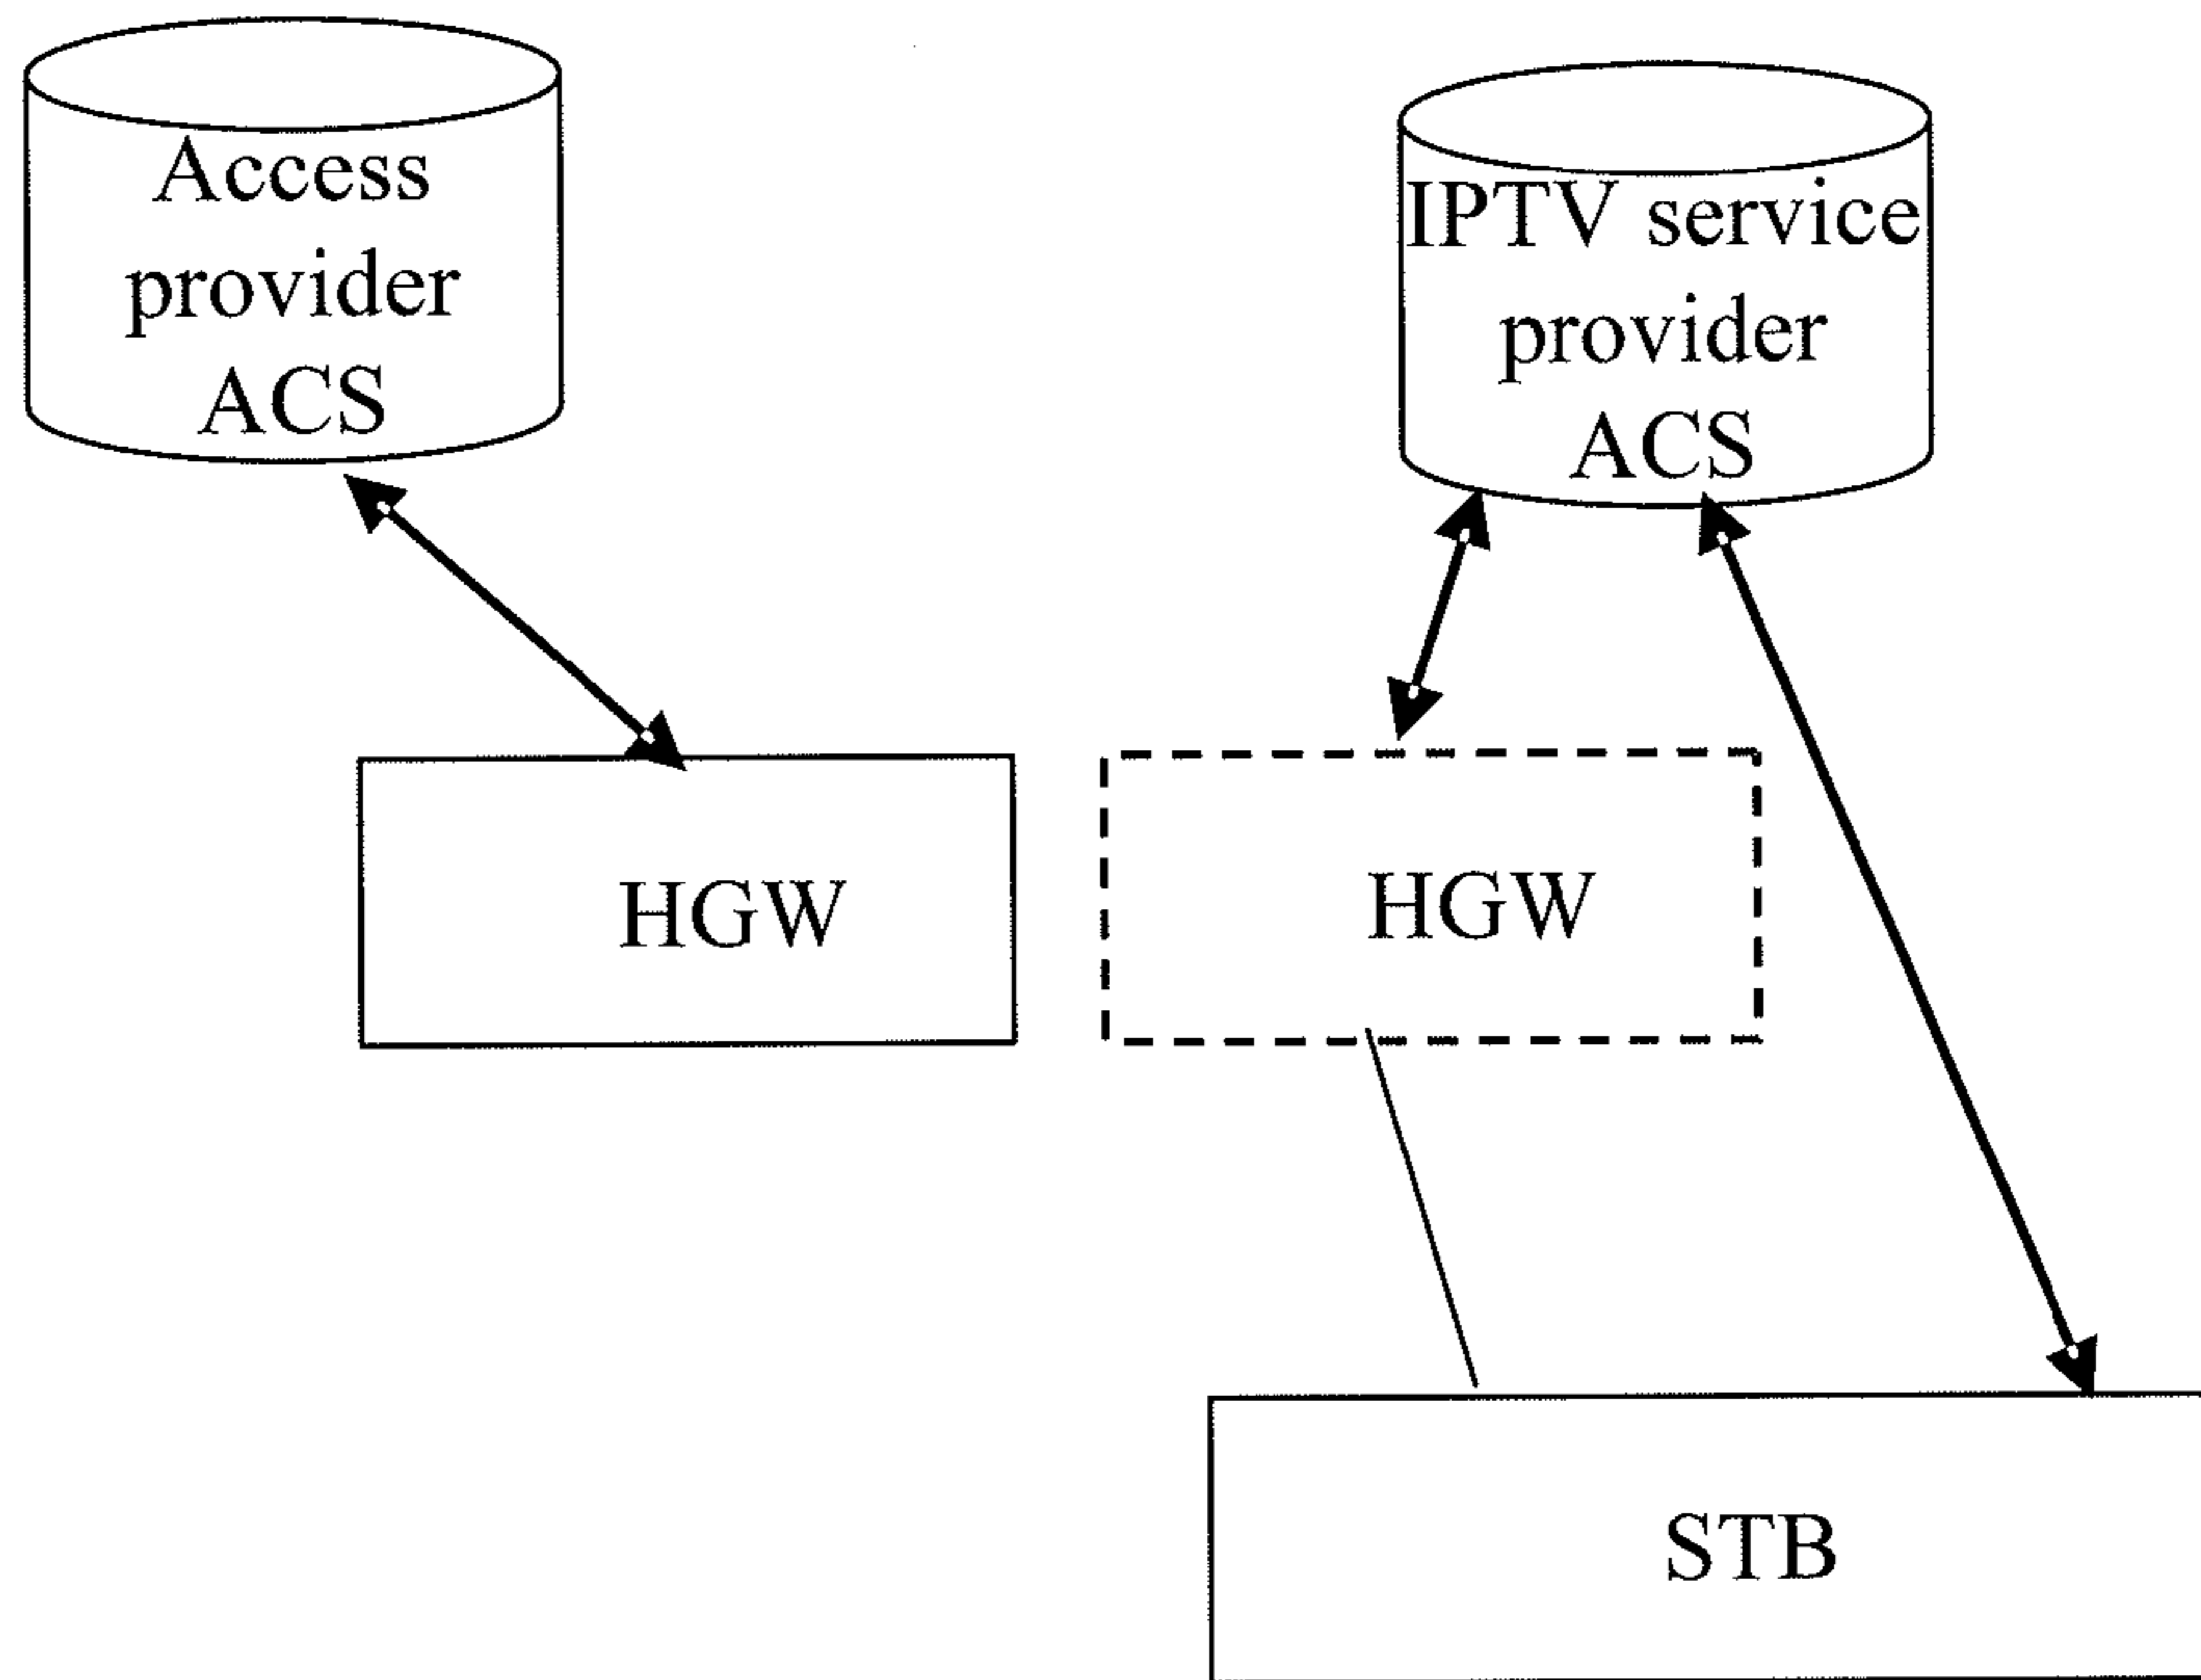 Access
provider
ACS
IPTV service
provider
ACS
HGW
HGW
STB